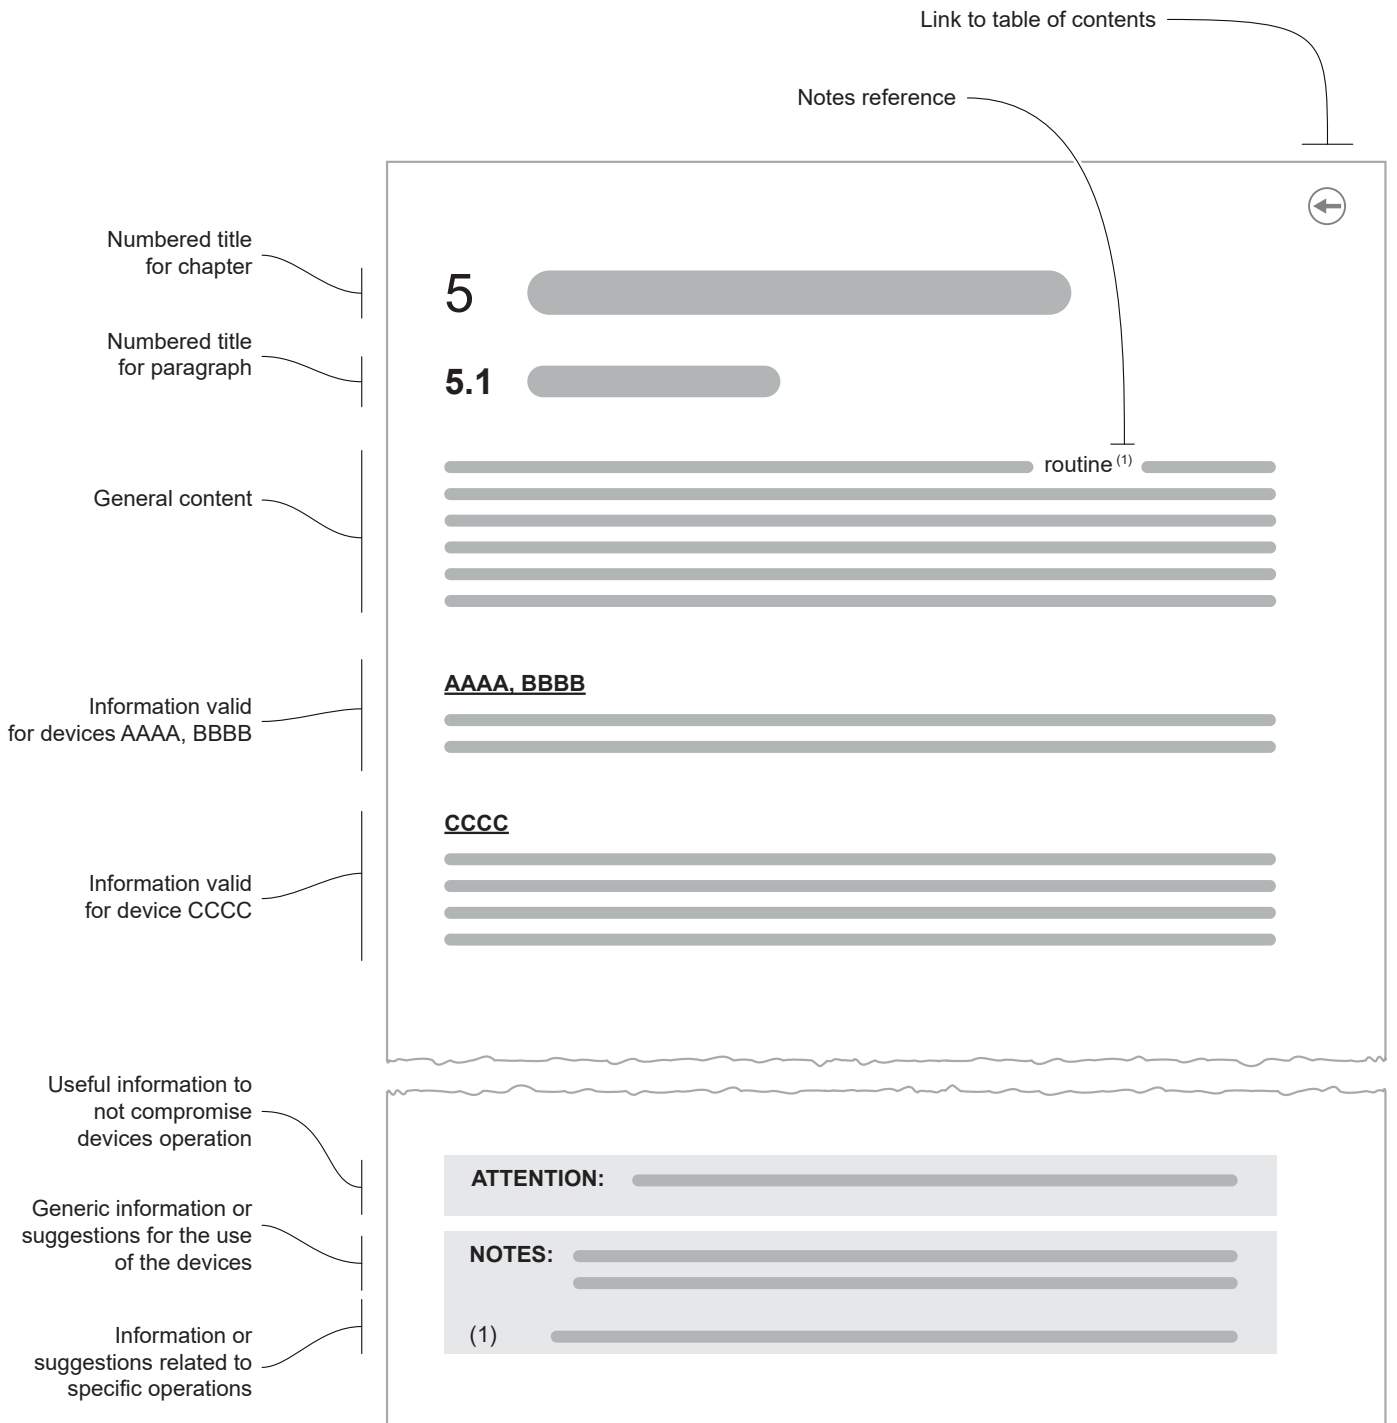 Link to table of contents
Notes reference
Numbered title
for chapter
5
Numbered title
for paragraph
5.1
routine (1)
General content
AAAA, BBBB
Information valid
for devices AAAA, BBBB
CCCC
Information valid
for device CCCC
Useful information to
not compromise
devices operation
ATTENTION:
Generic information or
suggestions for the use
of the devices
NOTES:
(1)
Information or
suggestions related to
specific operations